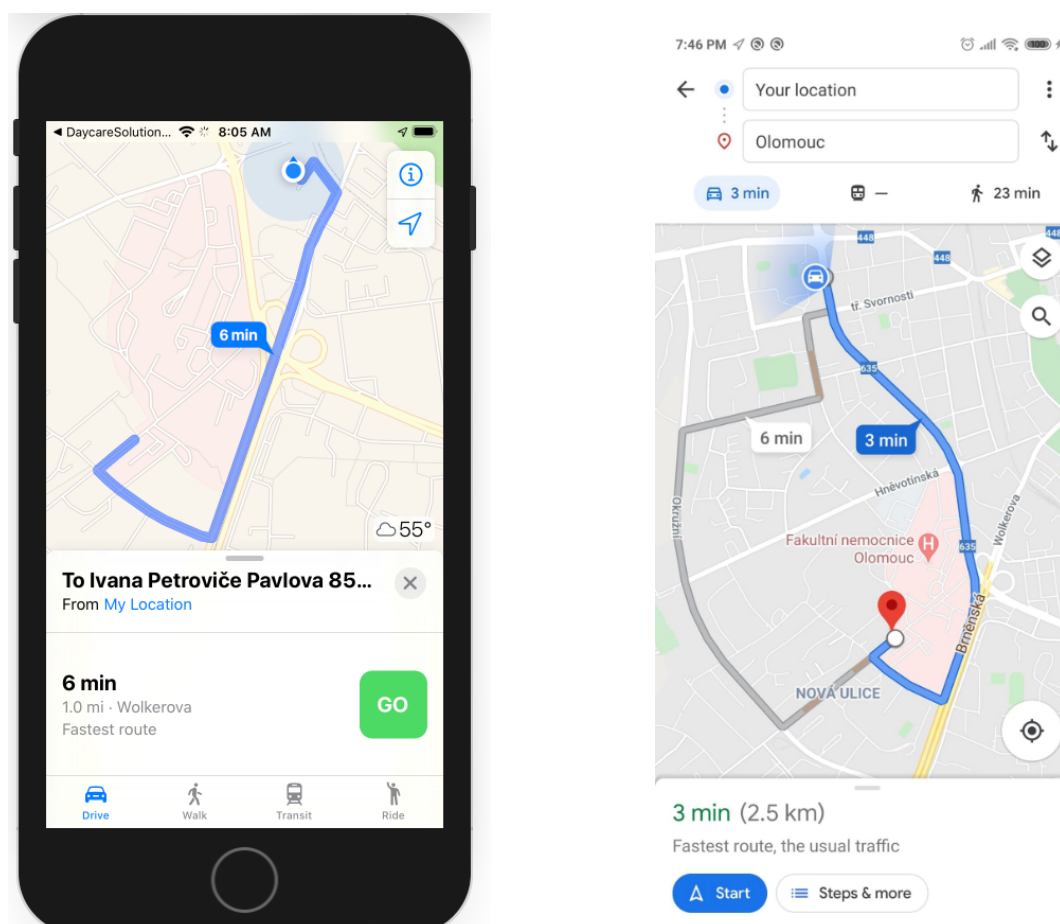 DaycareSolution... 8:05 AM
6 min
55°
To Ivana Petroviče Pavlova 85...
From My Location
6 min
1.0 mi · Wolkerova
Fastest route
GO
Drive Walk Transit Ride
7:46 PM
Your location
Olomouc
3 min — 23 min
448
448
448
tř. Svornosti
635
6 min
3 min
Hněvotínská
Okružní
Wolkerova
Fakultní nemocnice
Olomouc
H
635
Brněnská
NOVÁ ULICE
3 min (2.5 km)
Fastest route, the usual traffic
Start Steps & more